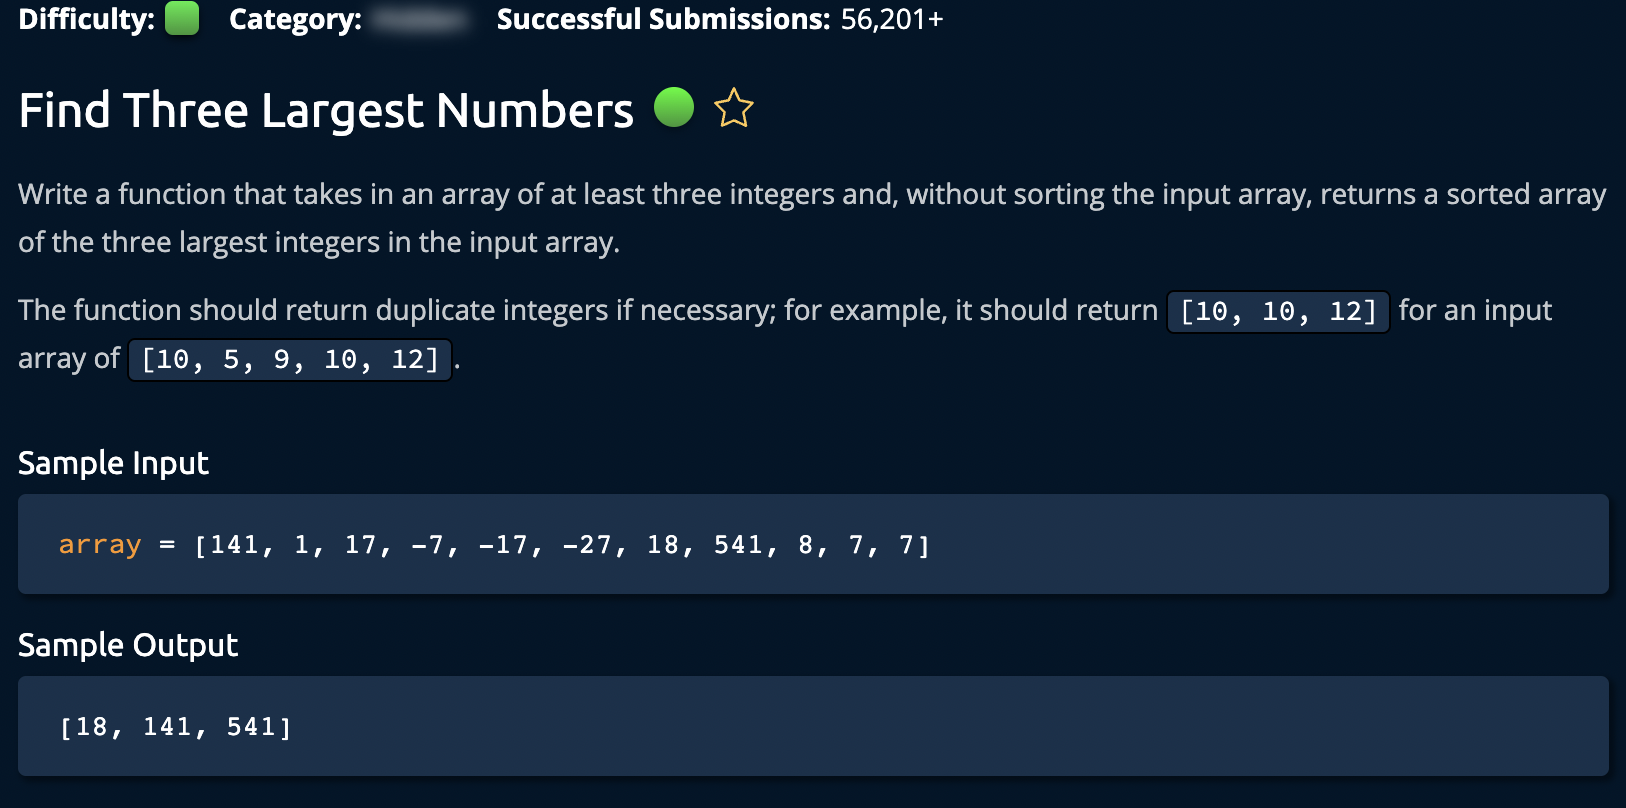 Difficulty: Category: Successful Submissions: 56,201+
Find Three Largest Numbers
Write a function that takes in an array of at least three integers and, without sorting the input array, returns a sorted array
of the three largest integers in the input array.
The function should return duplicate integers if necessary; for example, it should return [10, 10, 12] for an input
array of [10, 5, 9, 10, 12].
Sample Input
array = [141, 1, 17, -7, -17, -27, 18, 541, 8, 7, 7]
Sample Output
[18, 141, 541]